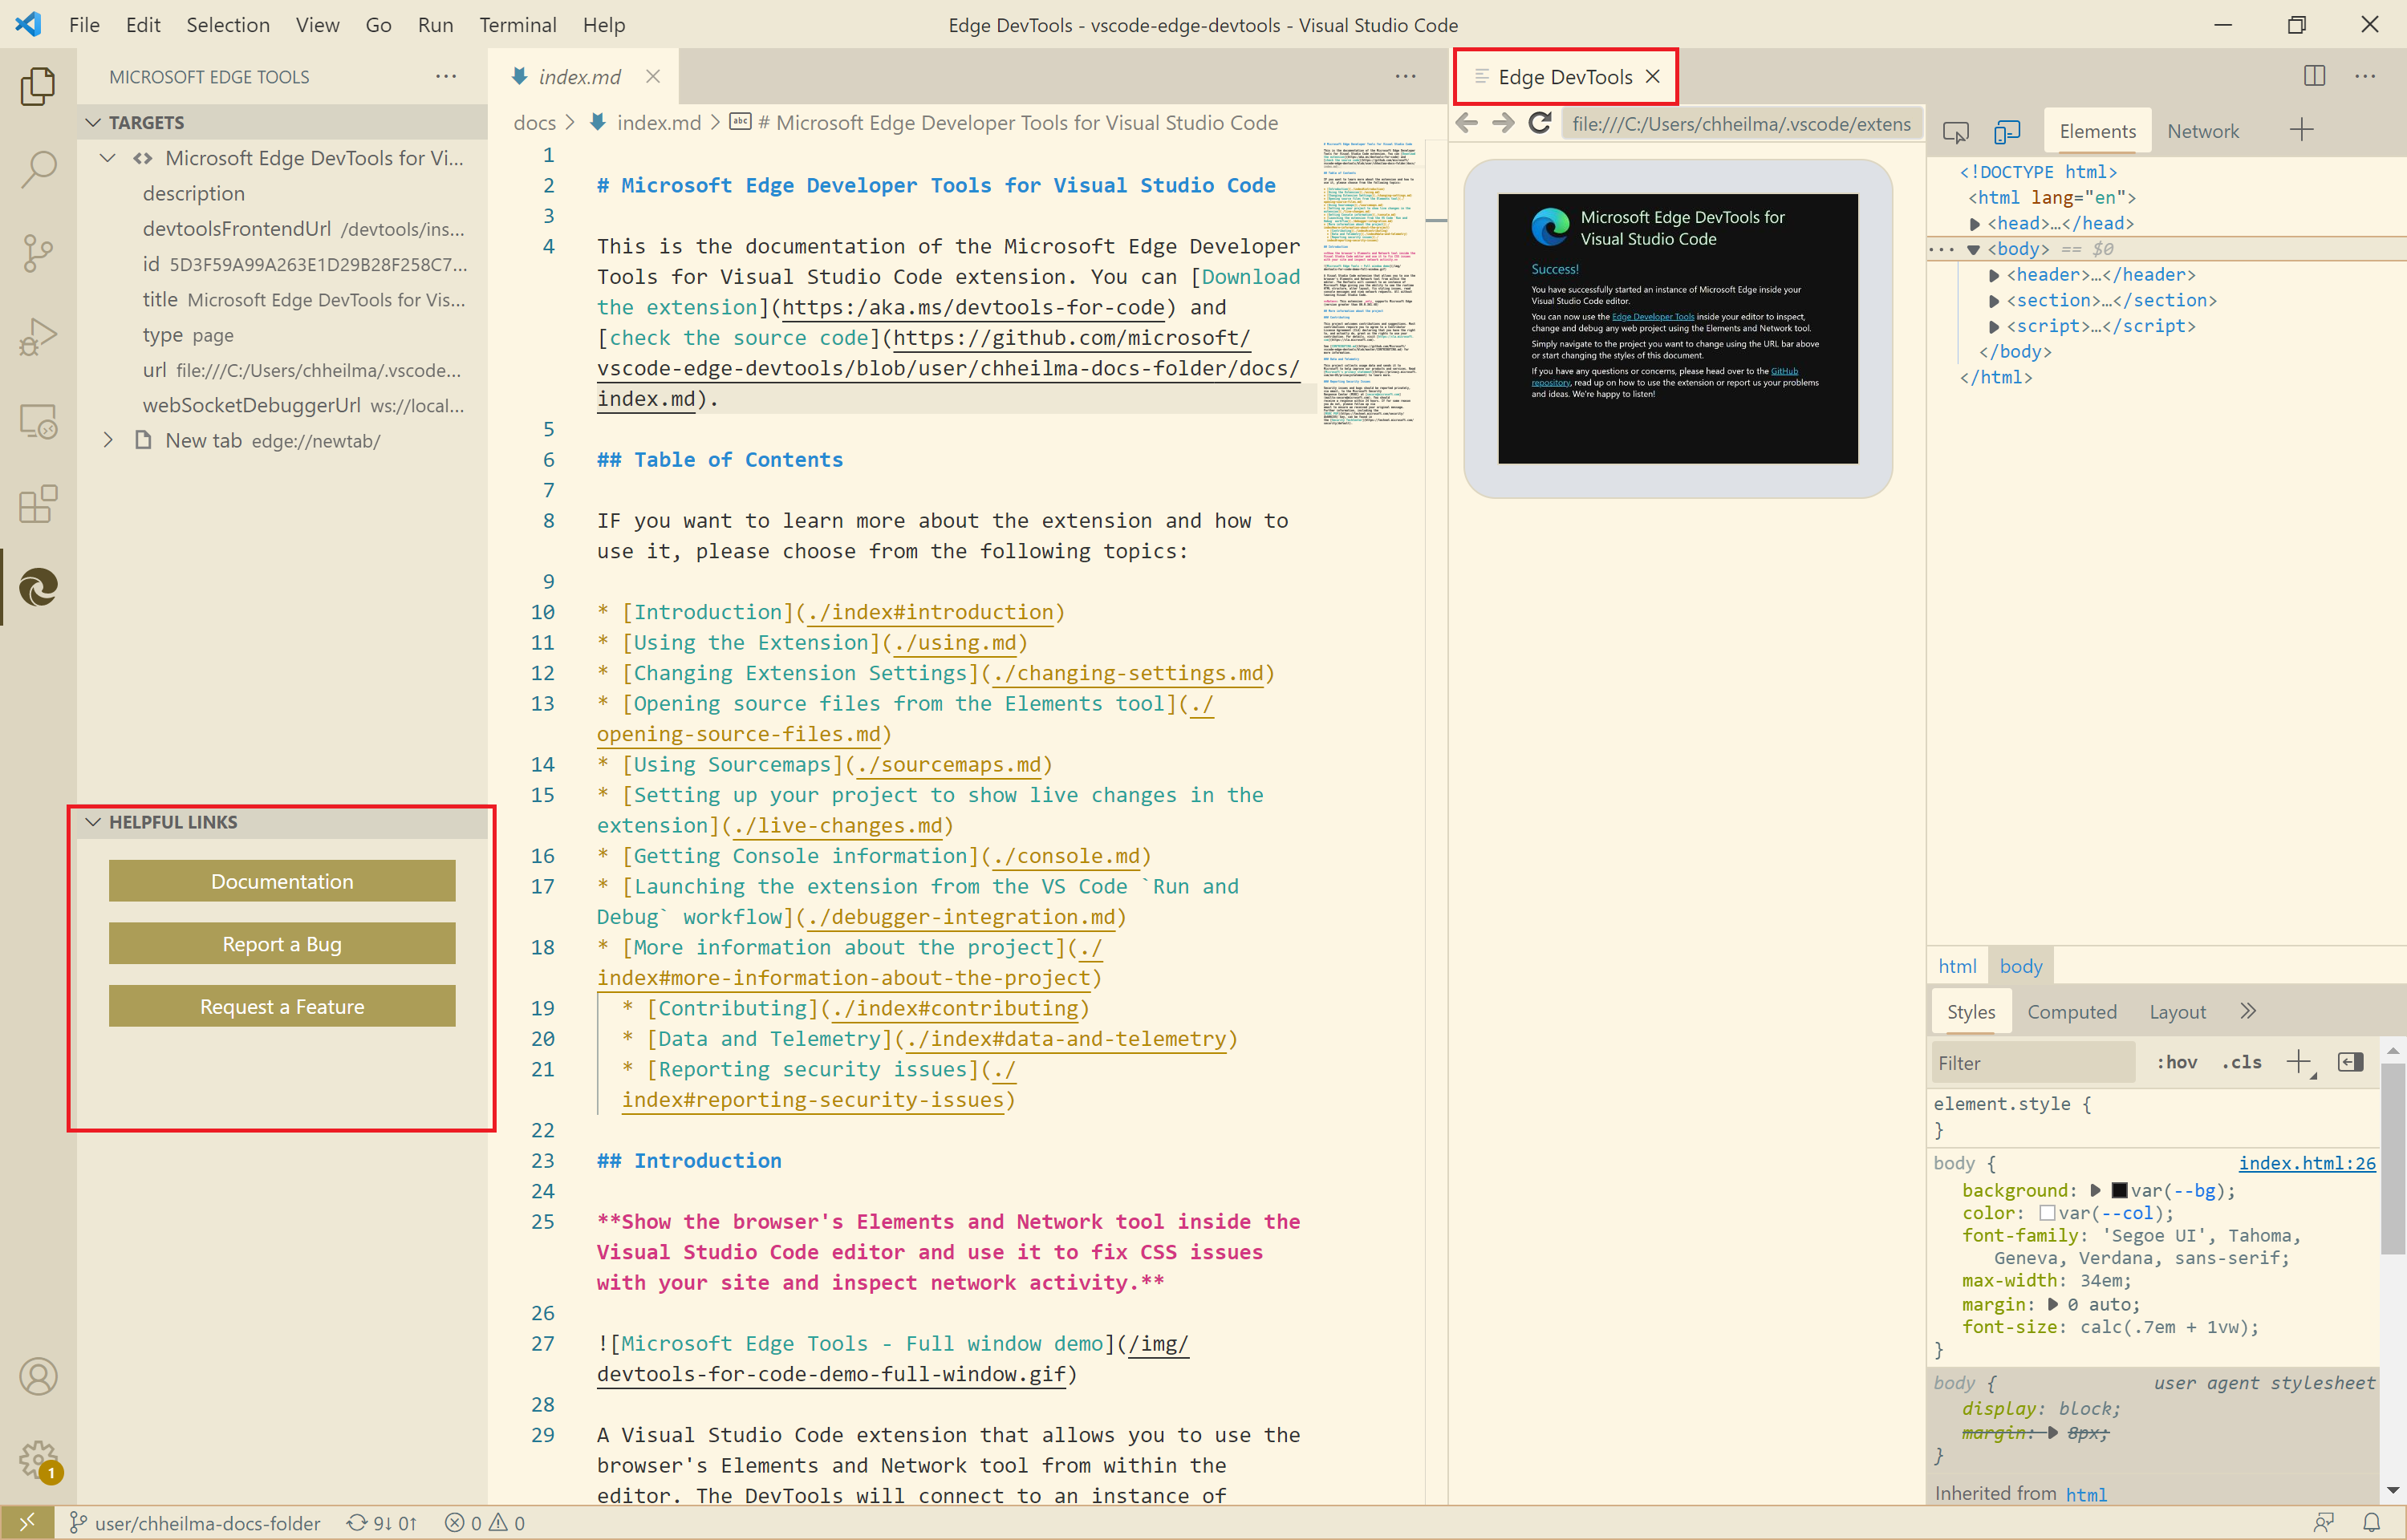 File Edit Selection View Go Run Terminal Help
Edge DevTools - vscode-edge-devtools - Visual Studio Code
MICROSOFT EDGE TOOLS
TARGETS
Microsoft Edge DevTools for Vi...
description
devtoolsFrontendUrl /devtools/ins...
id 5D3F59A99A263E1D29B28F258C7...
title Microsoft Edge DevTools for Vis...
type page
url file:///C:/Users/chheilma/.vscode...
webSocketDebuggerUrl ws://local...
New tab edge://newtab/
HELPFUL LINKS
Documentation
Report a Bug
Request a Feature
1
index.md
docs > index.md > # Microsoft Edge Developer Tools for Visual Studio Code
1
2 # Microsoft Edge Developer Tools for Visual Studio Code
3
4 This is the documentation of the Microsoft Edge Developer
Tools for Visual Studio Code extension. You can [Download
the extension](https:/aka.ms/devtools-for-code) and
[check the source code](https://github.com/microsoft/
vscode-edge-devtools/blob/user/chheilma-docs-folder/docs/
index.md).
5
6 ## Table of Contents
7
8 IF you want to learn more about the extension and how to
use it, please choose from the following topics:
9
10 * [Introduction](./index#introduction)
11 * [Using the Extension](./using.md)
12 * [Changing Extension Settings](./changing-settings.md)
13 * [Opening source files from the Elements tool](./
opening-source-files.md)
14 * [Using Sourcemaps](./sourcemaps.md)
15 * [Setting up your project to show live changes in the
extension](./live-changes.md)
16 * [Getting Console information](./console.md)
17 * [Launching the extension from the VS Code `Run and
Debug` workflow](./debugger-integration.md)
18 * [More information about the project](./
index#more-information-about-the-project)
19 * [Contributing](./index#contributing)
20 * [Data and Telemetry](./index#data-and-telemetry)
21 * [Reporting security issues](./
index#reporting-security-issues)
22
23 ## Introduction
24
25 **Show the browser's Elements and Network tool inside the
Visual Studio Code editor and use it to fix CSS issues
with your site and inspect network activity.**
26
27 ![Microsoft Edge Tools - Full window demo](/img/
devtools-for-code-demo-full-window.gif)
28
29 A Visual Studio Code extension that allows you to use the
browser's Elements and Network tool from within the
editor. The DevTools will connect to an instance of
Edge DevTools
file:///C:/Users/chheilma/.vscode/extens
Microsoft Edge DevTools for
Visual Studio Code
Success!
You have successfully started an instance of Microsoft Edge inside your
Visual Studio Code editor.
You can now use the Edge Developer Tools inside your editor to inspect,
change and debug any web project using the Elements and Network tool.
Simply navigate to the project you want to change using the URL bar above
or start changing the styles of this document.
If you have any questions or concerns, please head over to the GitHub
repository, read up on how to use the extension or report us your problems
and ideas. We're happy to listen!
Elements Network
<!DOCTYPE html>
<html lang="en">
<head>…</head>
<body> == $0
<header>…</header>
<section>…</section>
<script>…</script>
</body>
</html>
html body
Styles Computed Layout
Filter :hov .cls
element.style {
}
body { index.html:26
background: var(--bg);
color: var(--col);
font-family: 'Segoe UI', Tahoma,
Geneva, Verdana, sans-serif;
max-width: 34em;
margin: 0 auto;
font-size: calc(.7em + 1vw);
}
body { user agent stylesheet
display: block;
margin: 8px;
}
Inherited from html
user/chheilma-docs-folder 9↓ 0↑ 0 0